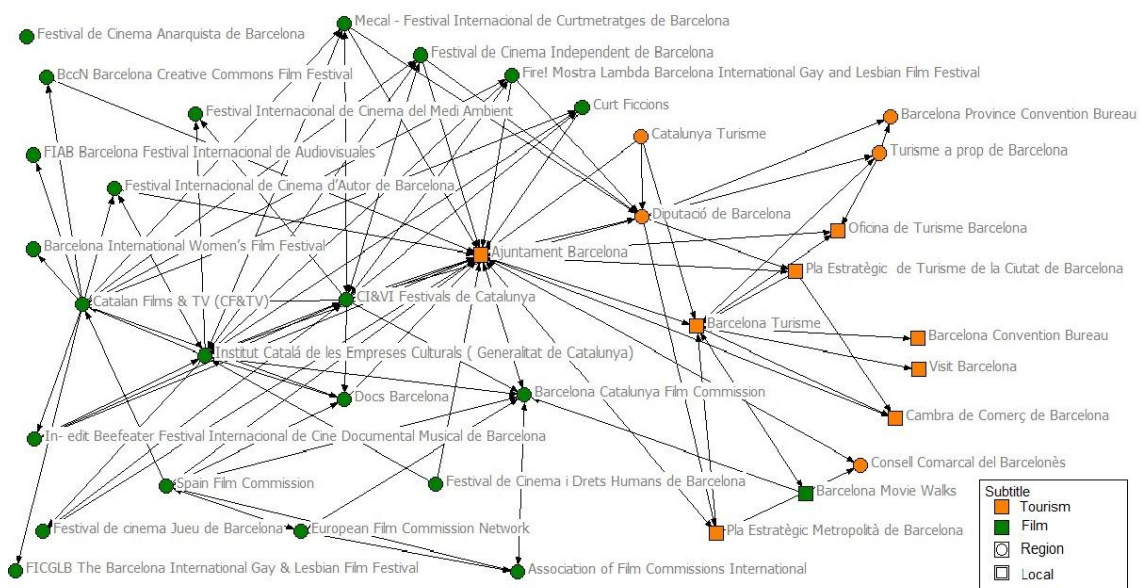 Mecal - Festival Internacional de Curtmetratges de Barcelona
Festival de Cinema Anarquista de Barcelona
Festival de Cinema Independent de Barcelona
BccN Barcelona Creative Commons Film Festival
Fire! Mostra Lambda Barcelona International Gay and Lesbian Film Festival
Curt Ficcions
Festival Internacional de Cinema del Medi Ambient
Barcelona Province Convention Bureau
Catalunya Turisme
Turisme a prop de Barcelona
FIAB Barcelona Festival Internacional de Audiovisuales
Festival Internacional de Cinema d'Autor de Barcelona
Diputació de Barcelona
Oficina de Turisme Barcelona
Barcelona International Women's Film Festival
Ajuntament Barcelona
Pla Estratègic de Turisme de la Ciutat de Barcelona
Catalan Films & TV (CF&TV)
CI&VI Festivals de Catalunya
Barcelona Turisme
Barcelona Convention Bureau
Institut Catalá de les Empreses Culturals ( Generalitat de Catalunya)
Visit Barcelona
Docs Barcelona
Barcelona Catalunya Film Commission
Cambra de Comerç de Barcelona
In- edit Beefeater Festival Internacional de Cine Documental Musical de Barcelona
Consell Comarcal del Barcelonès
Spain Film Commission
Festival de Cinema i Drets Humans de Barcelona
Barcelona Movie Walks
Subtitle
Tourism
Film
Region
Local
Festival de cinema Jueu de Barcelona
European Film Commission Network
Pla Estratègic Metropolità de Barcelona
FICGLB The Barcelona International Gay & Lesbian Film Festival
Association of Film Commissions International